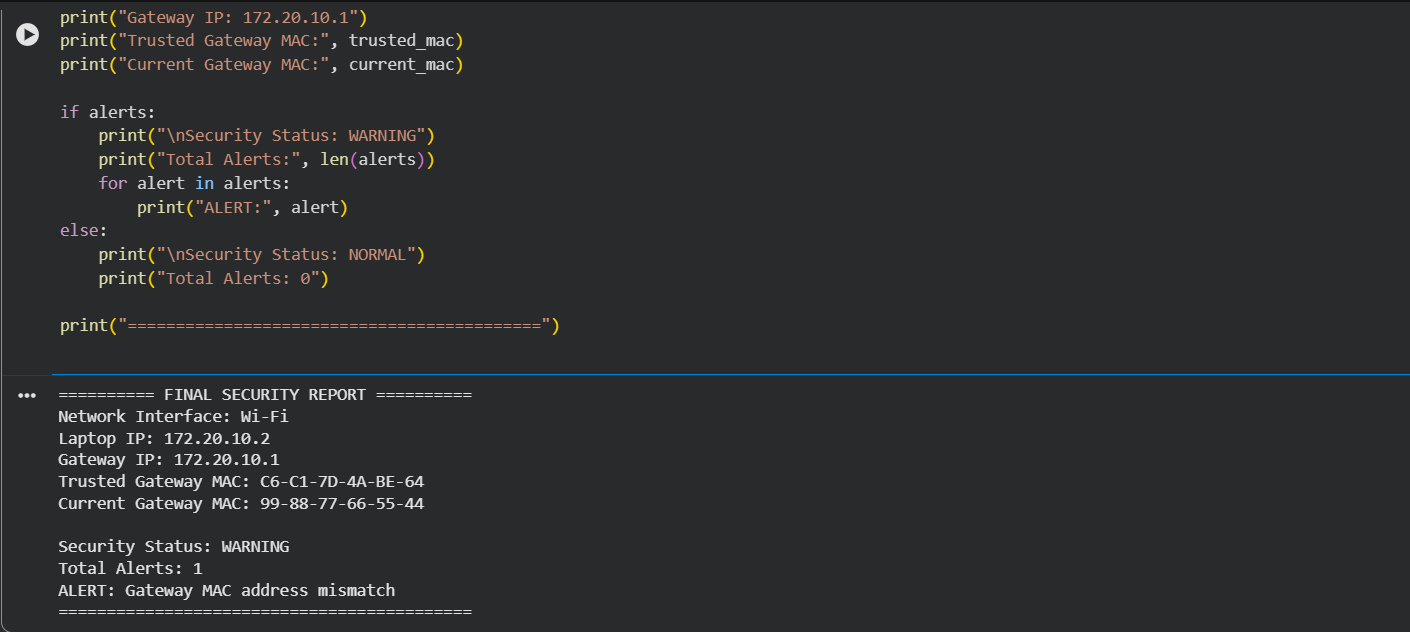 print("Gateway IP: 172.20.10.1")
print("Trusted Gateway MAC:", trusted_mac)
print("Current Gateway MAC:", current_mac)
if alerts:
    print("\nSecurity Status: WARNING")
    print("Total Alerts:", len(alerts))
    for alert in alerts:
        print("ALERT:", alert)
else:
    print("\nSecurity Status: NORMAL")
    print("Total Alerts: 0")
print("===========================================")
========== FINAL SECURITY REPORT ==========
Network Interface: Wi-Fi
Laptop IP: 172.20.10.2
Gateway IP: 172.20.10.1
Trusted Gateway MAC: C6-C1-7D-4A-BE-64
Current Gateway MAC: 99-88-77-66-55-44
Security Status: WARNING
Total Alerts: 1
ALERT: Gateway MAC address mismatch
===========================================